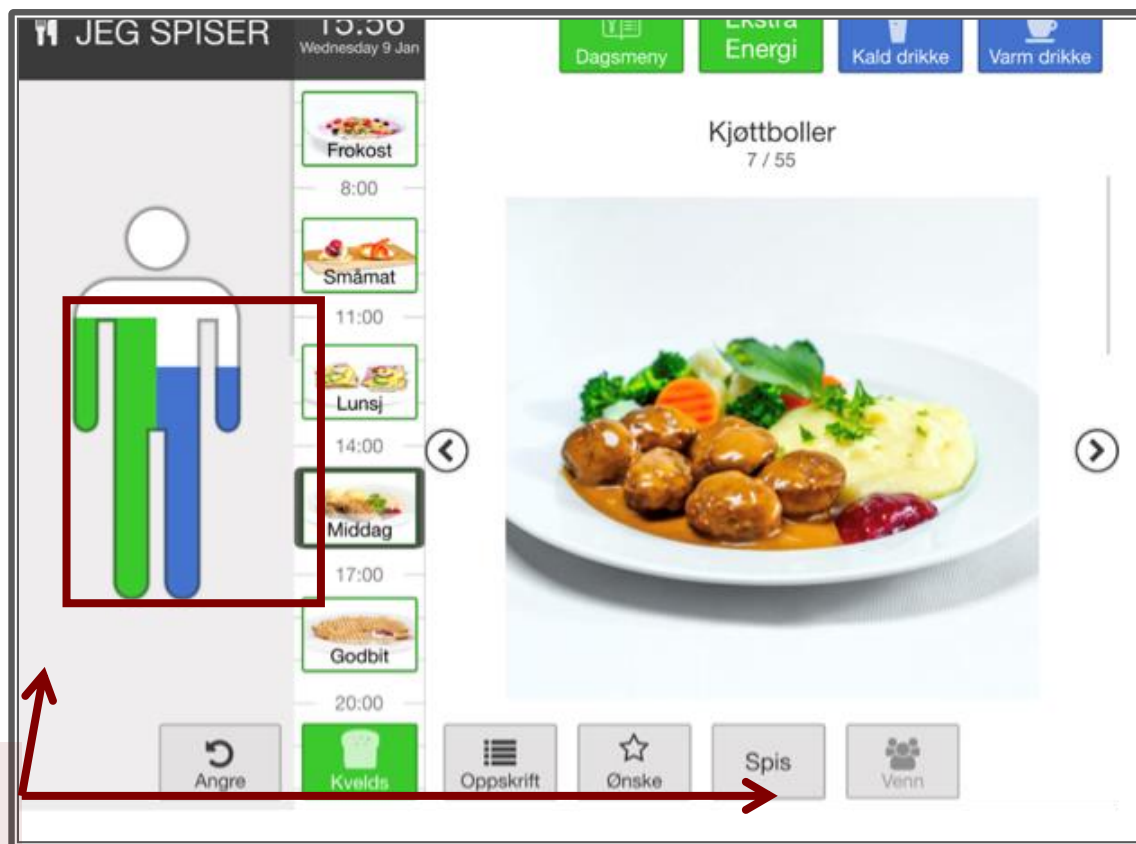 JEG SPISER
15:56
Wednesday 9 Jan
Dagsmeny
Ekstra
Energi
Kald drikke
Varm drikke
Frokost
8:00
Småmat
11:00
Lunsj
14:00
Middag
17:00
Godbit
20:00
Kjøttboller
7 / 55
Angre
Kvelds
Oppskrift
Ønske
Spis
Venn